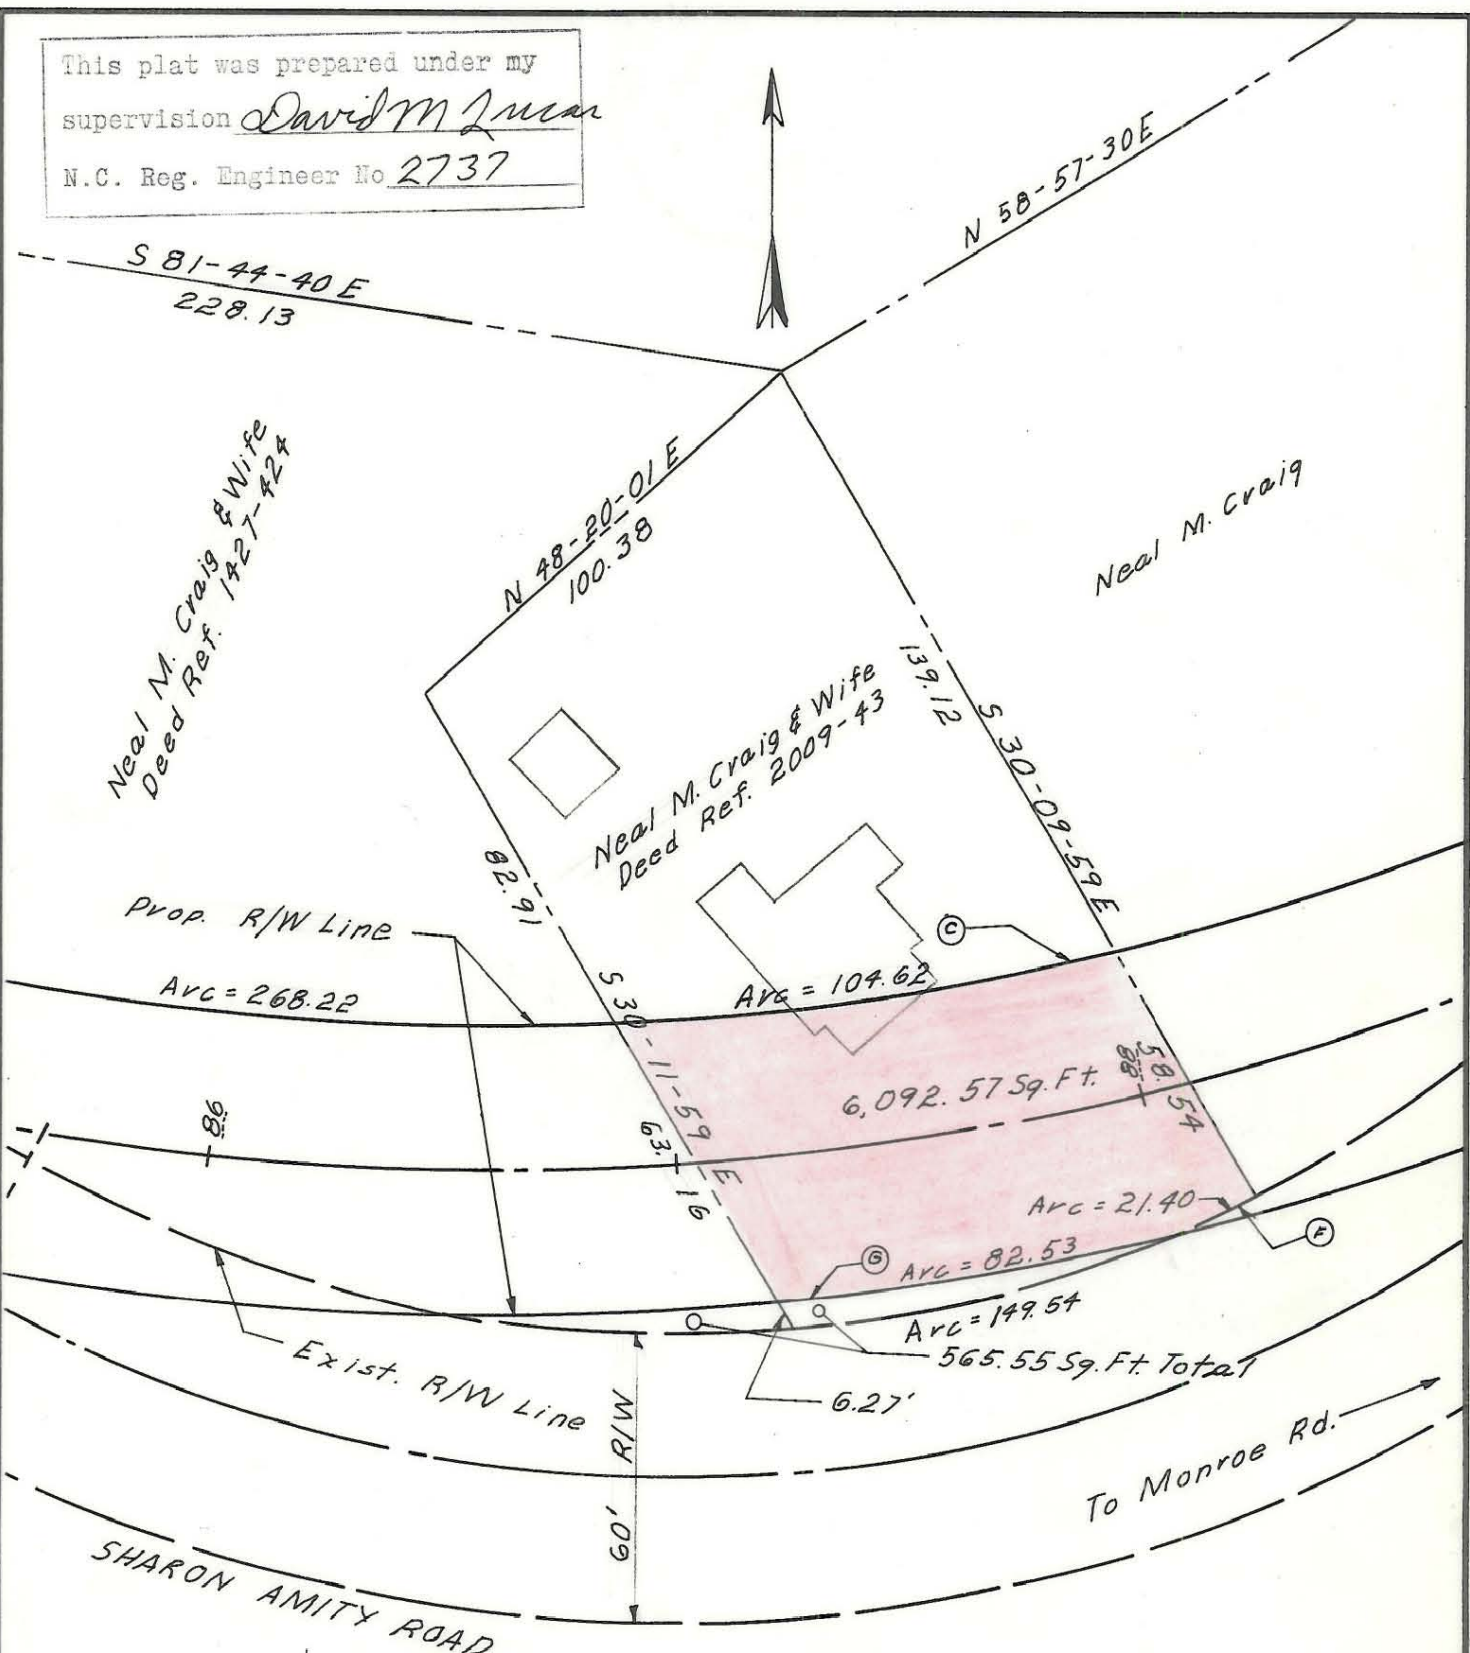 This plat was prepared under my
supervision David M Lucas
N.C. Reg. Engineer No 2737
S 81-44-40 E
228.13
N 58-57-30 E
Neal M. Craig & Wife
Deed Ref. 1427-424
N 48-20-01 E
100.38
Neal M. Craig
139.12
S 30-09-59 E
Neal M. Craig & Wife
Deed Ref. 2009-43
82.91
Prop. R/W Line
C
Arc = 268.22
Arc = 104.62
S 30-11-59 E
63.16
6,092.57 Sq. Ft.
88
58.54
86
Arc = 21.40
F
G
Arc = 82.53
Arc = 149.54
565.55 Sq. Ft. Total
6.27'
Exist. R/W Line
60' R/W
To Monroe Rd.
SHARON AMITY ROAD